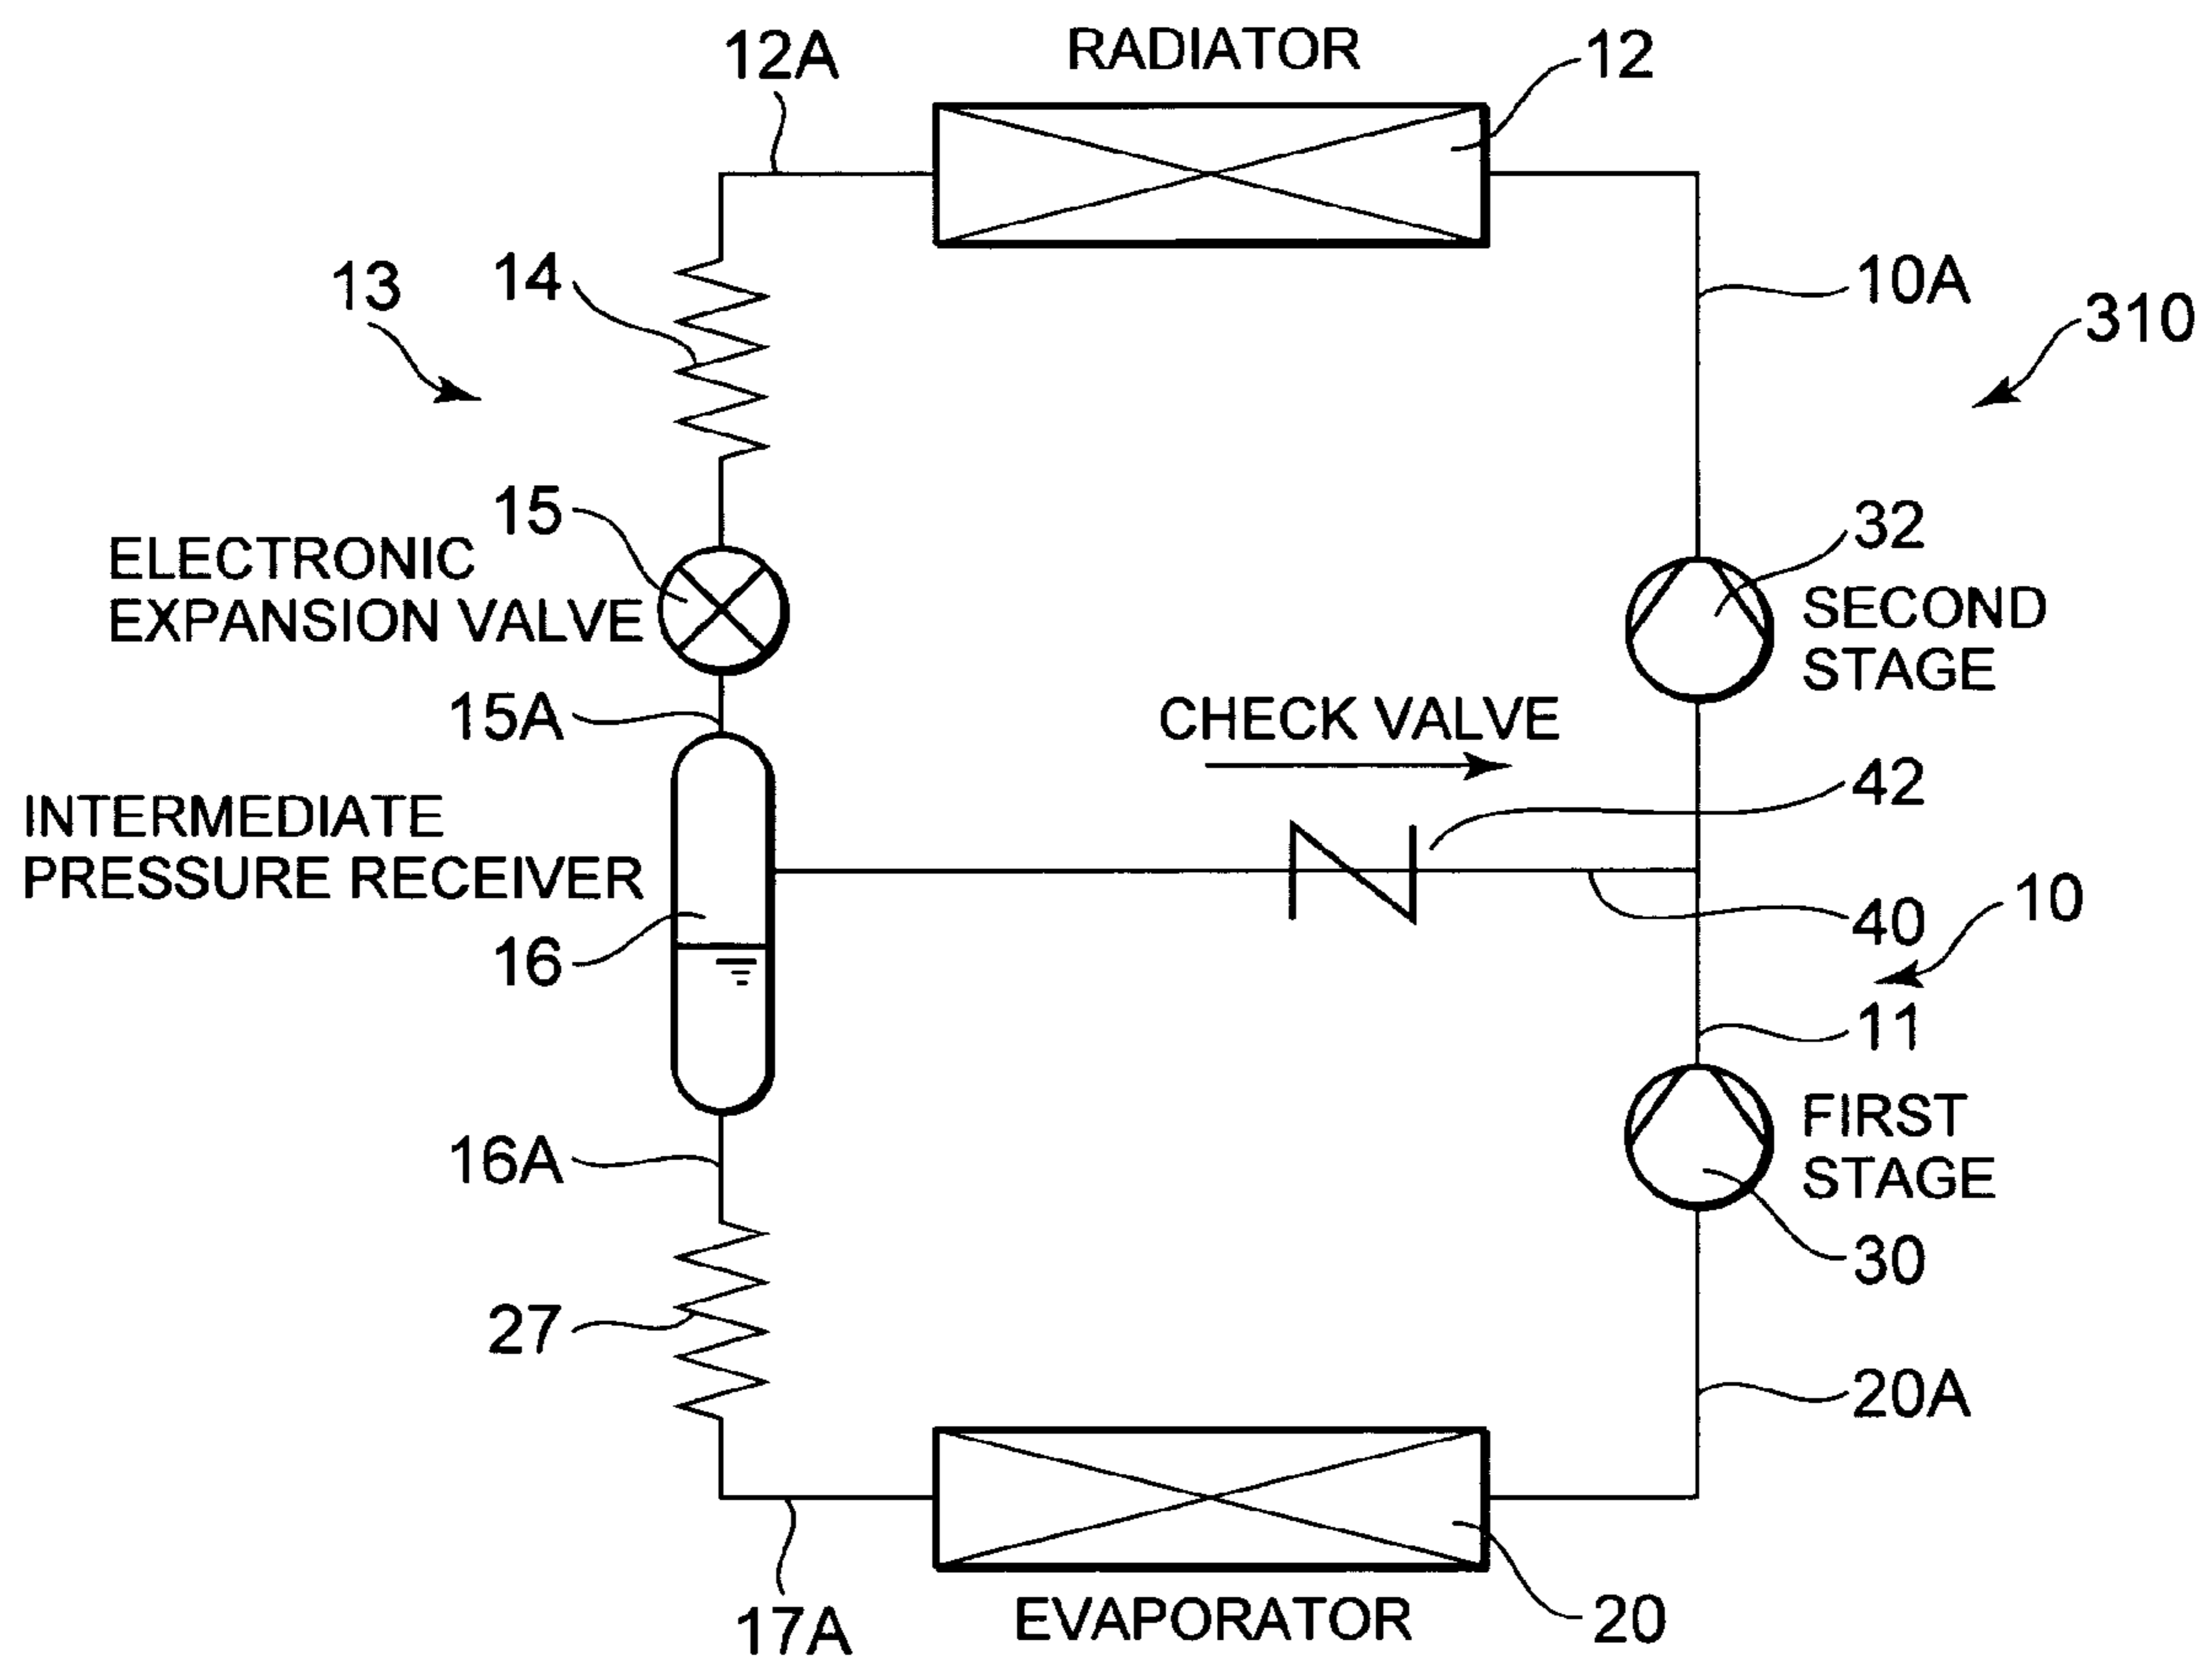 RADIATOR
12A
12
13
14
10A
310
15
ELECTRONIC
EXPANSION VALVE
32
SECOND
STAGE
15A
CHECK VALVE
42
INTERMEDIATE
PRESSURE RECEIVER
16
40
10
11
FIRST
STAGE
16A
30
27
20A
17A
EVAPORATOR
20